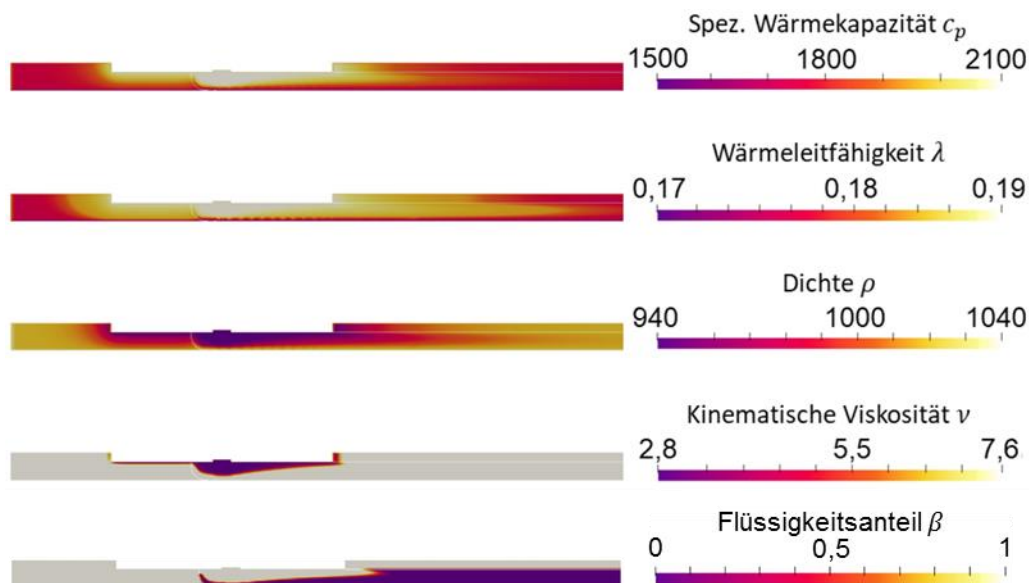 Spez. Wärmekapazität c_p
1500 1800 2100
Wärmeleitfähigkeit λ
0,17 0,18 0,19
Dichte ρ
940 1000 1040
Kinematische Viskosität ν
2,8 5,5 7,6
Flüssigkeitsanteil β
0 0,5 1